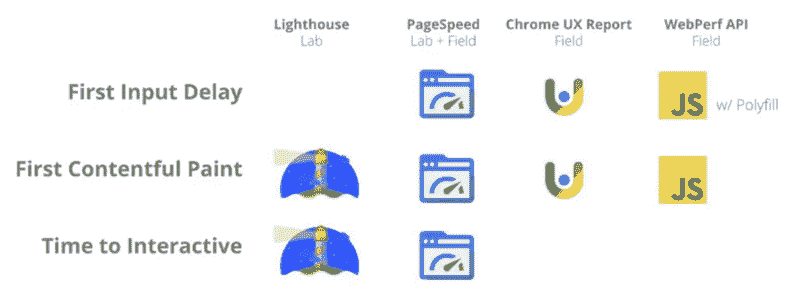 Lighthouse PageSpeed Chrome UX Report WebPerf API
Lab Lab + Field Field Field
First Input Delay JS w/ Polyfill
First Contentful Paint JS
Time to Interactive